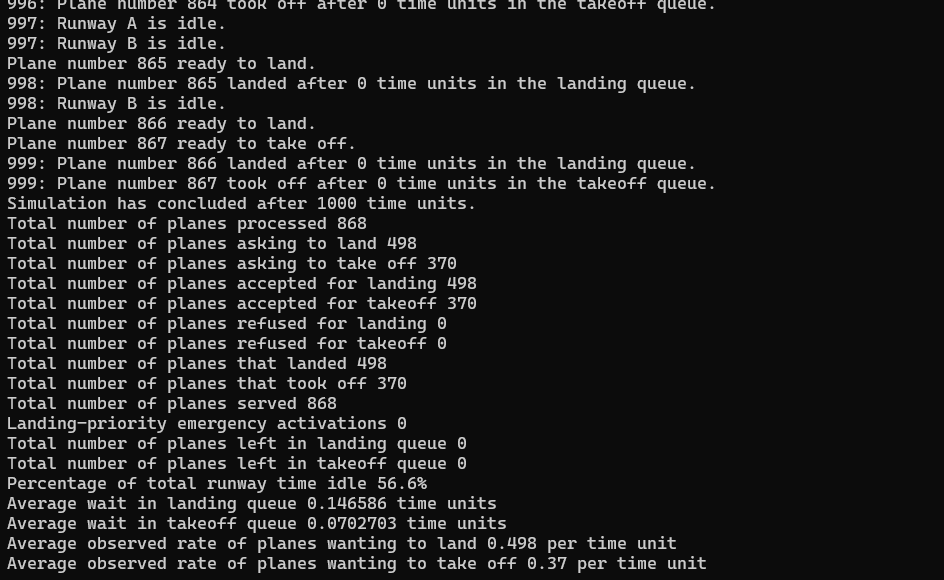 996: Plane number 864 took off after 0 time units in the takeoff queue.
997: Runway A is idle.
997: Runway B is idle.
Plane number 865 ready to land.
998: Plane number 865 landed after 0 time units in the landing queue.
998: Runway B is idle.
Plane number 866 ready to land.
Plane number 867 ready to take off.
999: Plane number 866 landed after 0 time units in the landing queue.
999: Plane number 867 took off after 0 time units in the takeoff queue.
Simulation has concluded after 1000 time units.
Total number of planes processed 868
Total number of planes asking to land 498
Total number of planes asking to take off 370
Total number of planes accepted for landing 498
Total number of planes accepted for takeoff 370
Total number of planes refused for landing 0
Total number of planes refused for takeoff 0
Total number of planes that landed 498
Total number of planes that took off 370
Total number of planes served 868
Landing-priority emergency activations 0
Total number of planes left in landing queue 0
Total number of planes left in takeoff queue 0
Percentage of total runway time idle 56.6%
Average wait in landing queue 0.146586 time units
Average wait in takeoff queue 0.0702703 time units
Average observed rate of planes wanting to land 0.498 per time unit
Average observed rate of planes wanting to take off 0.37 per time unit